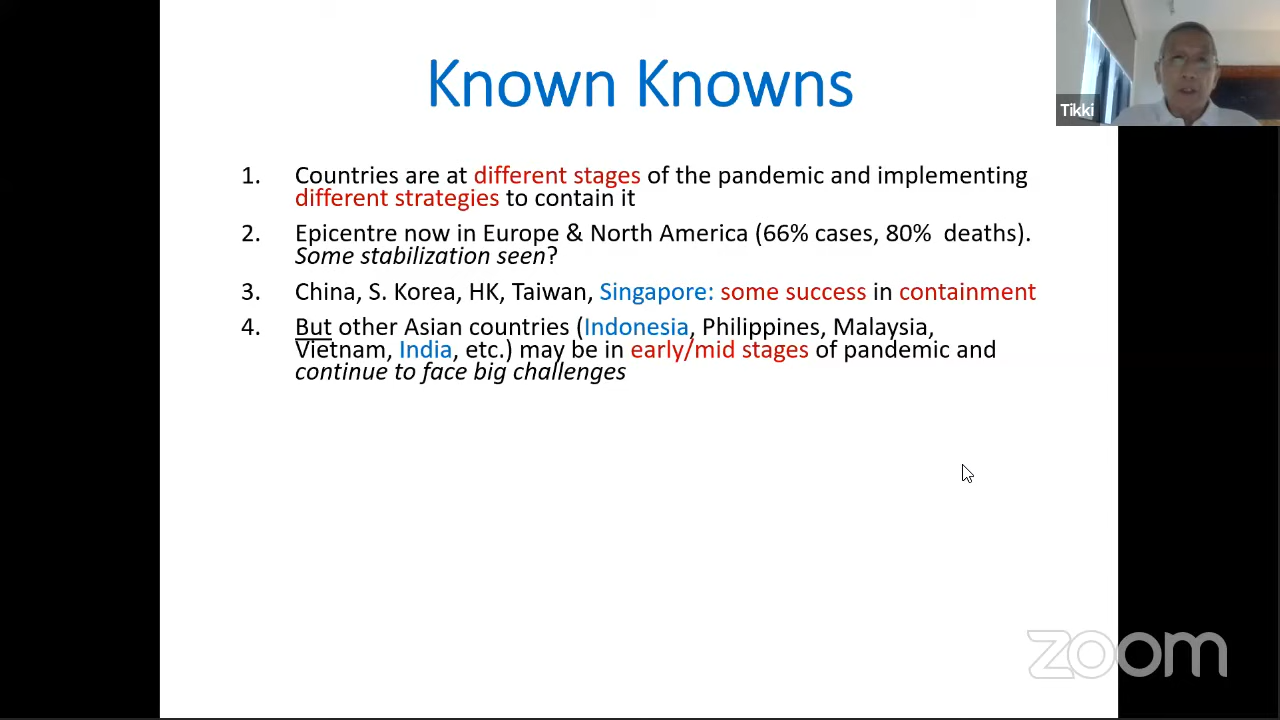 Known Knowns
Tikki
1. Countries are at different stages of the pandemic and implementing
different strategies to contain it
2. Epicentre now in Europe & North America (66% cases, 80% deaths).
Some stabilization seen?
3. China, S. Korea, HK, Taiwan, Singapore: some success in containment
4. But other Asian countries (Indonesia, Philippines, Malaysia,
Vietnam, India, etc.) may be in early/mid stages of pandemic and
continue to face big challenges
zoom